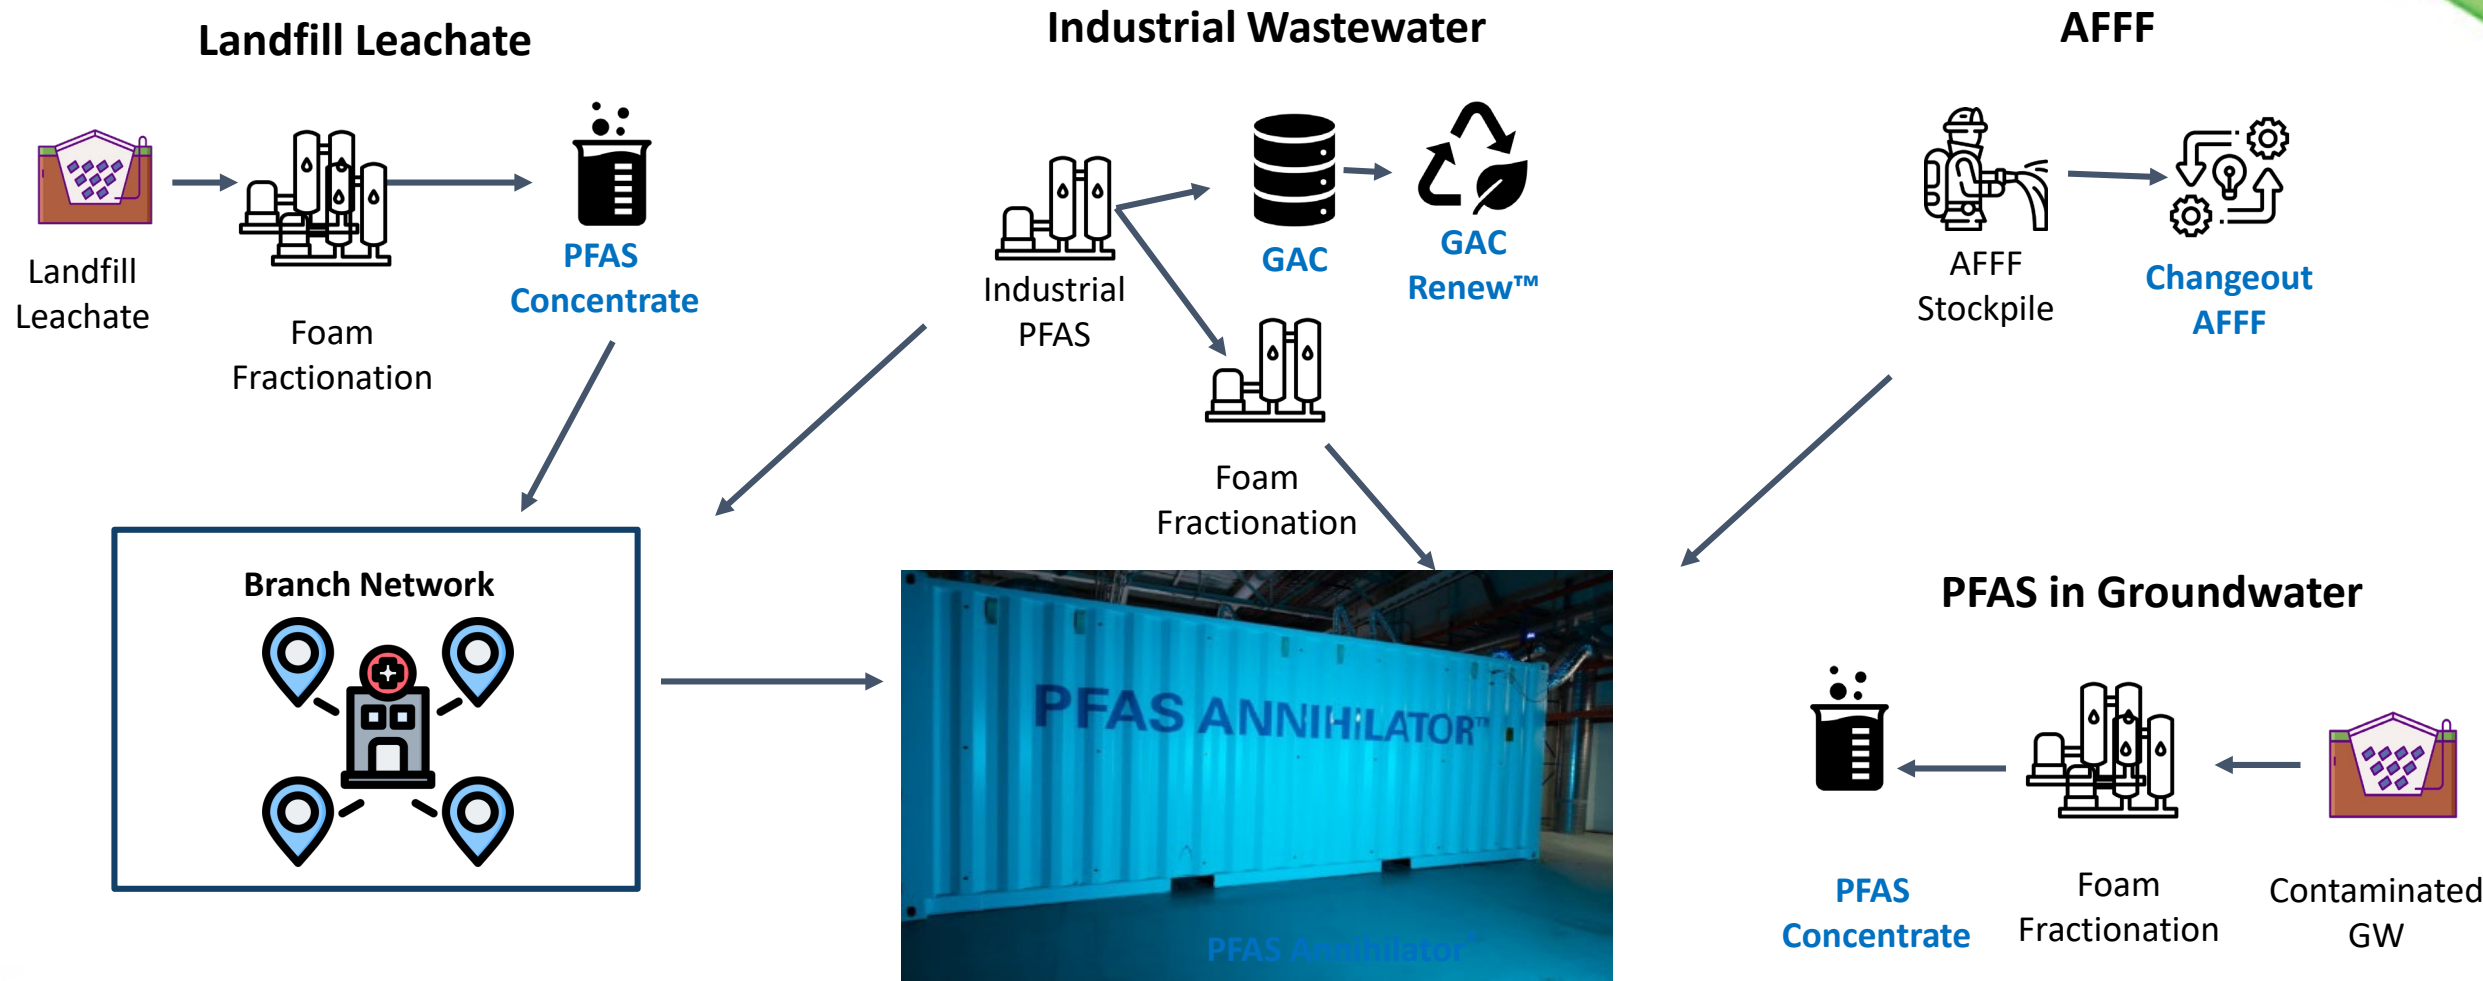 Landfill Leachate
Industrial Wastewater
AFFF
Landfill
Leachate
Foam
Fractionation
PFAS
Concentrate
Industrial
PFAS
GAC
GAC
Renew™
Foam
Fractionation
AFFF
Stockpile
Changeout
AFFF
Branch Network
PFAS ANNIHILATOR™
PFAS Annihilator®
PFAS in Groundwater
PFAS
Concentrate
Foam
Fractionation
Contaminated
GW